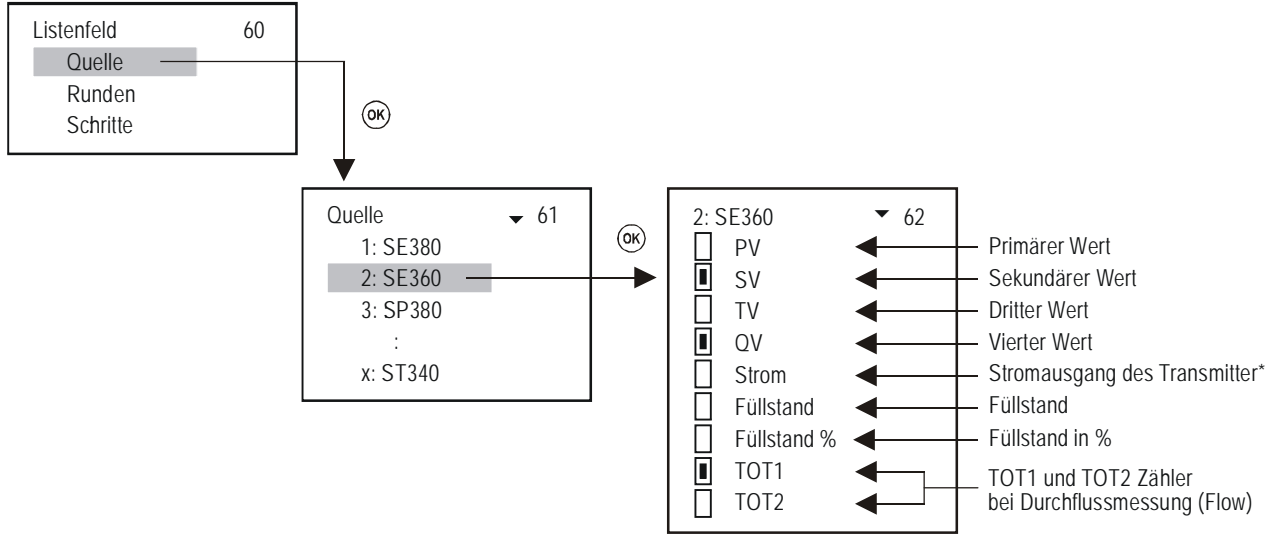 Listenfeld 60
Quelle
Runden
Schritte
OK
Quelle 61
1: SE380
2: SE360
3: SP380
:
x: ST340
OK
2: SE360 62
PV Primärer Wert
SV Sekundärer Wert
TV Dritter Wert
QV Vierter Wert
Strom Stromausgang des Transmitter*
Füllstand Füllstand
Füllstand % Füllstand in %
TOT1 TOT1 und TOT2 Zähler
TOT2 bei Durchflussmessung (Flow)